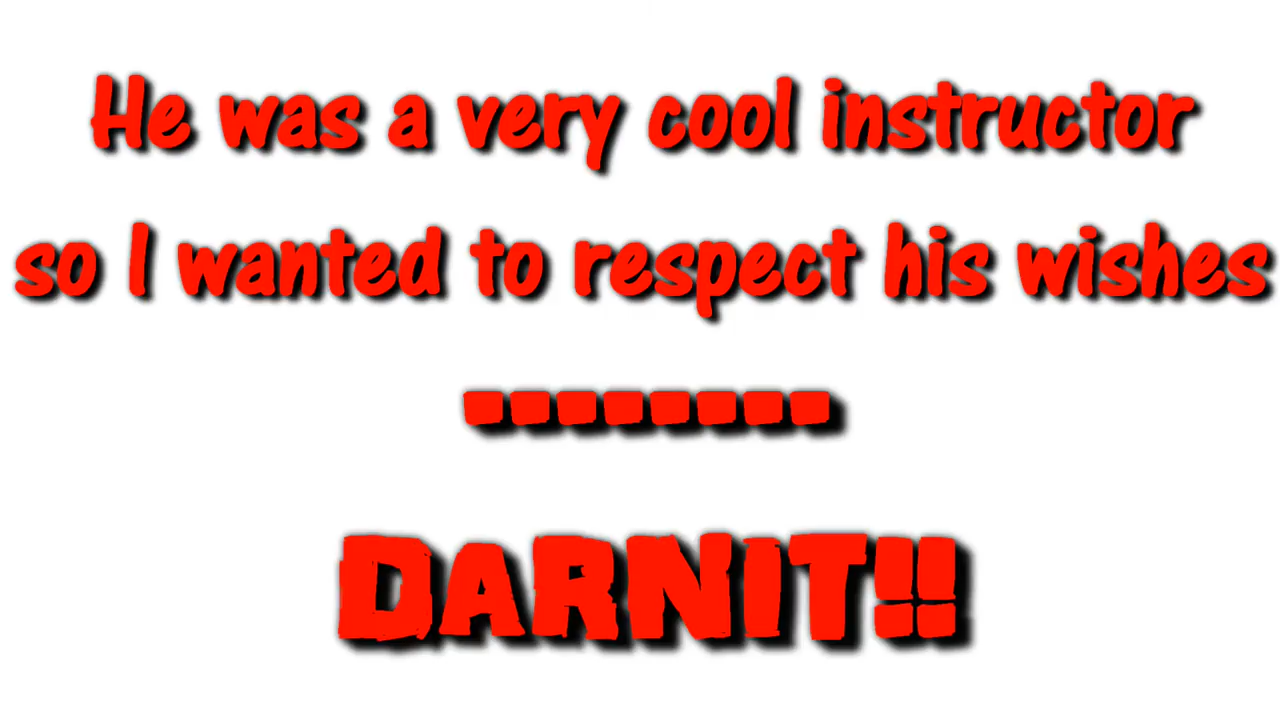 He was a very cool instructor
so I wanted to respect his wishes
........
DARNIT!!